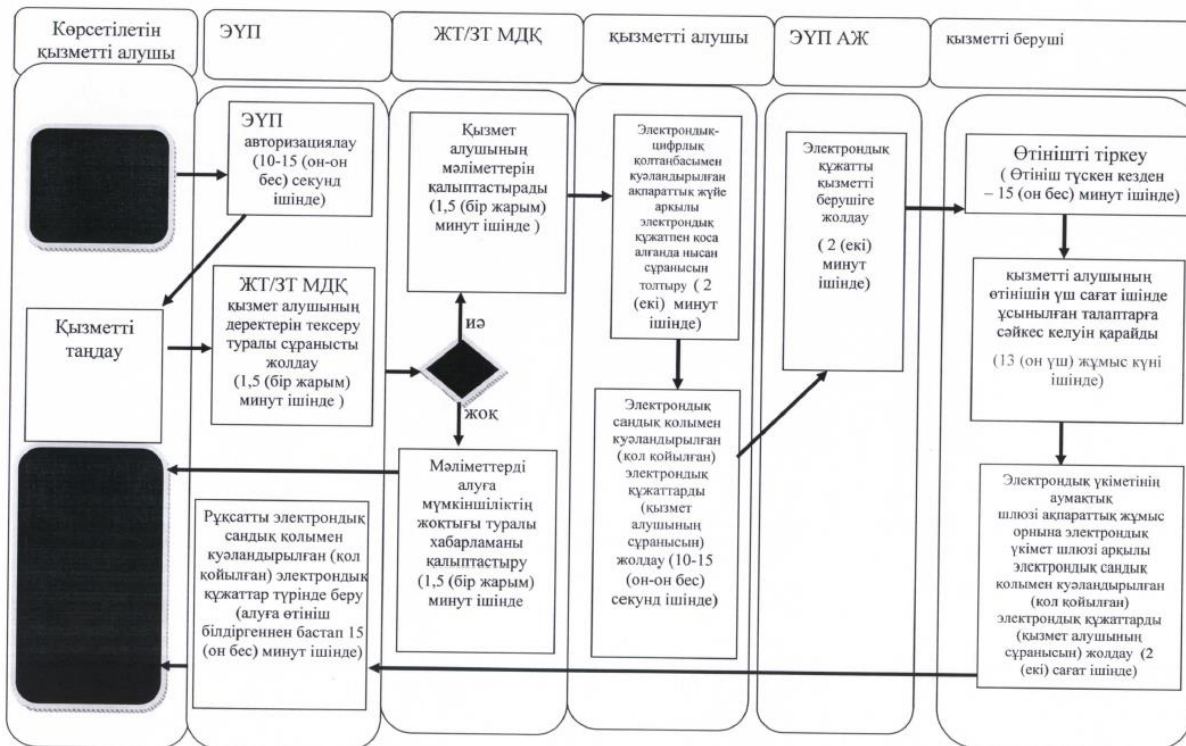 Көрсетілетін
қызметті алушы
ЭҮП
ЖТ/ЗТ МДҚ
қызметті алушы
ЭҮП АЖ
қызметті беруші
ЭҮП
авторизациялау
(10-15 (он-он
бес) секунд
ішінде)
Қызметті
таңдау
ЖТ/ЗТ МДҚ
қызмет алушының
деректерін тексеру
туралы сұранысты
жолдау
(1,5 (бір жарым)
минут ішінде )
Қызмет
алушының
мәліметтерін
қалыптастырады
(1,5 (бір жарым)
минут ішінде )
иә
жоқ
Мәліметтерді
алуға
мүмкіншіліктің
жоқтығы туралы
хабарламаны
қалыптастыру
(1,5 (бір жарым)
минут ішінде
Электрондық-
цифрлық
қолтанбасымен
куәландырылған
ақпараттық жүйе
арқылы
электрондық
құжатпен қоса
алғанда нысан
сұранысын
толтыру ( 2
(екі) минут
ішінде)
Электрондық
сандық қолымен
куәландырылған
(қол қойылған)
электрондық
құжаттарды
(қызмет
алушының
сұранысын)
жолдау (10-15
(он-он бес)
секунд ішінде)
Электрондық
құжатты
қызметті
берушіге
жолдау
( 2 (екі)
минут
ішінде)
Өтінішті тіркеу
( Өтініш түскен кезден
– 15 (он бес) минут ішінде)
қызметті алушының
өтінішін үш сағат ішінде
ұсынылған талаптарға
сәйкес келуін қарайды
(13 (он үш) жұмыс күні
ішінде)
Электрондық үкіметінің
аумақтық
шлюзі ақпараттық жұмыс
орнына электрондық
үкімет шлюзі арқылы
электрондық сандық
қолымен куәландырылған
(қол қойылған)
электрондық құжаттарды
(қызмет алушының
сұранысын) жолдау (2
(екі) сағат ішінде)
Рұқсатты электрондық
сандық қолымен
куәландырылған (қол
қойылған) электрондық
құжаттар түрінде беру
(алуға өтініш
білдіргеннен бастап 15
(он бес) минут ішінде)